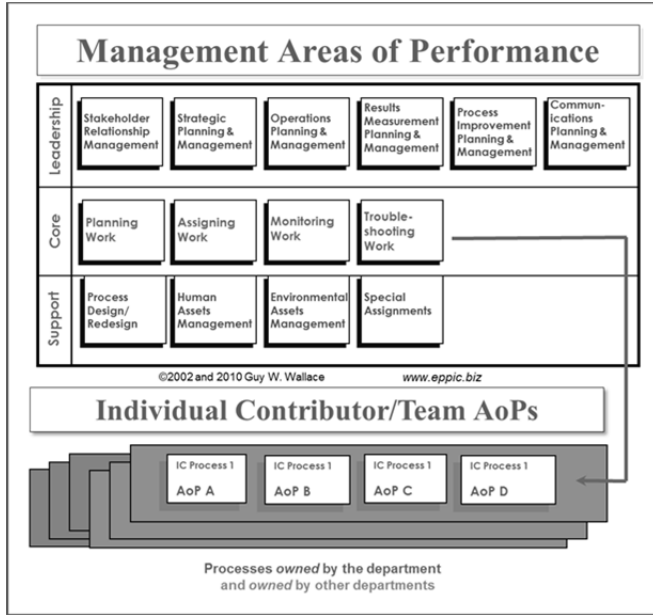 Management Areas of Performance
Leadership
Stakeholder
Relationship
Management
Strategic
Planning &
Management
Operations
Planning &
Management
Results
Measurement
Planning &
Management
Process
Improvement
Planning &
Management
Commun-
ications
Planning &
Management
Core
Planning
Work
Assigning
Work
Monitoring
Work
Trouble-
shooting
Work
Support
Process
Design/
Redesign
Human
Assets
Management
Environmental
Assets
Management
Special
Assignments
©2002 and 2010 Guy W. Wallace
www.eppic.biz
Individual Contributor/Team AoPs
IC Process 1
AoP A
IC Process 1
AoP B
IC Process 1
AoP C
IC Process 1
AoP D
Processes owned by the department
and owned by other departments